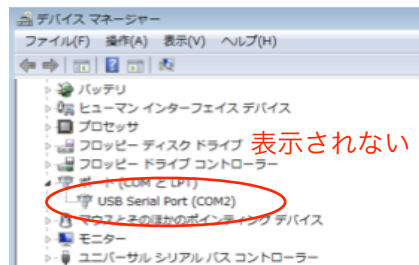 デバイス マネージャー
ファイル(F) 操作(A) 表示(V) ヘルプ(H)
バッテリ
ヒューマン インターフェイス デバイス
プロセッサ
フロッピー ディスク ドライブ 表示されない
フロッピー ドライブ コントローラー
ポート (COM と LPT)
USB Serial Port (COM2)
マウスとそのほかのポインティング デバイス
モニター
ユニバーサル シリアル バス コントローラー